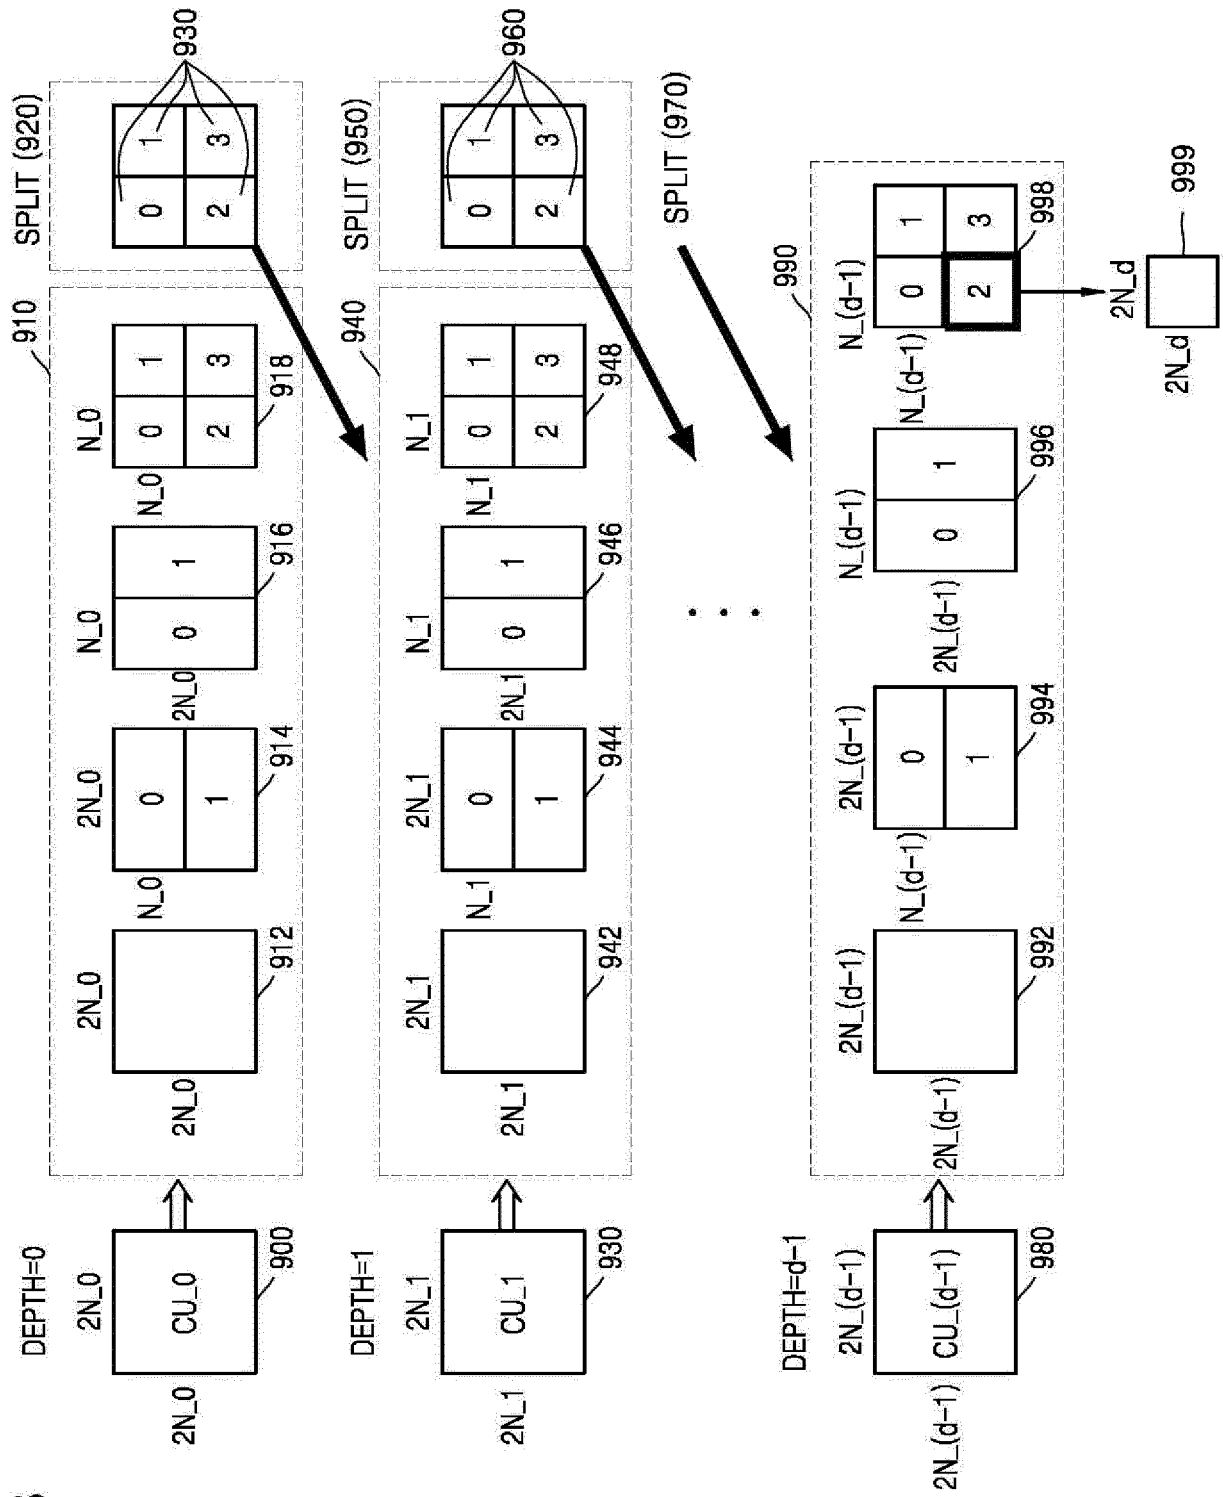 DEPTH=0
2N_0
2N_0
CU_0
900
910
2N_0
2N_0
912
2N_0
N_0
0
1
914
N_0
2N_0
0
1
916
N_0
N_0
0
1
2
3
918
SPLIT (920)
0
1
2
3
930
DEPTH=1
2N_1
2N_1
CU_1
930
940
2N_1
2N_1
942
2N_1
N_1
0
1
944
N_1
2N_1
0
1
946
N_1
N_1
0
1
2
3
948
SPLIT (950)
0
1
2
3
960
SPLIT (970)
DEPTH=d-1
2N_(d-1)
2N_(d-1)
CU_(d-1)
980
990
2N_(d-1)
2N_(d-1)
992
2N_(d-1)
N_(d-1)
0
1
994
N_(d-1)
2N_(d-1)
0
1
996
N_(d-1)
N_(d-1)
0
1
2
3
998
2N_d
2N_d
999